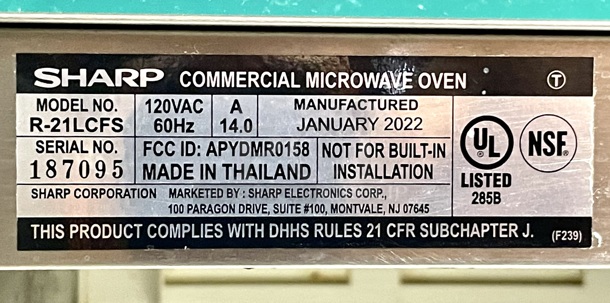 SHARP COMMERCIAL MICROWAVE OVEN T
MODEL NO. 120VAC A MANUFACTURED
R-21LCFS 60Hz 14.0 JANUARY 2022
SERIAL NO. FCC ID: APYDMR0158 NOT FOR BUILT-IN
187095 MADE IN THAILAND INSTALLATION
UL NSF.
LISTED
285B
SHARP CORPORATION MARKETED BY : SHARP ELECTRONICS CORP.,
100 PARAGON DRIVE, SUITE #100, MONTVALE, NJ 07645
THIS PRODUCT COMPLIES WITH DHHS RULES 21 CFR SUBCHAPTER J. (F239)